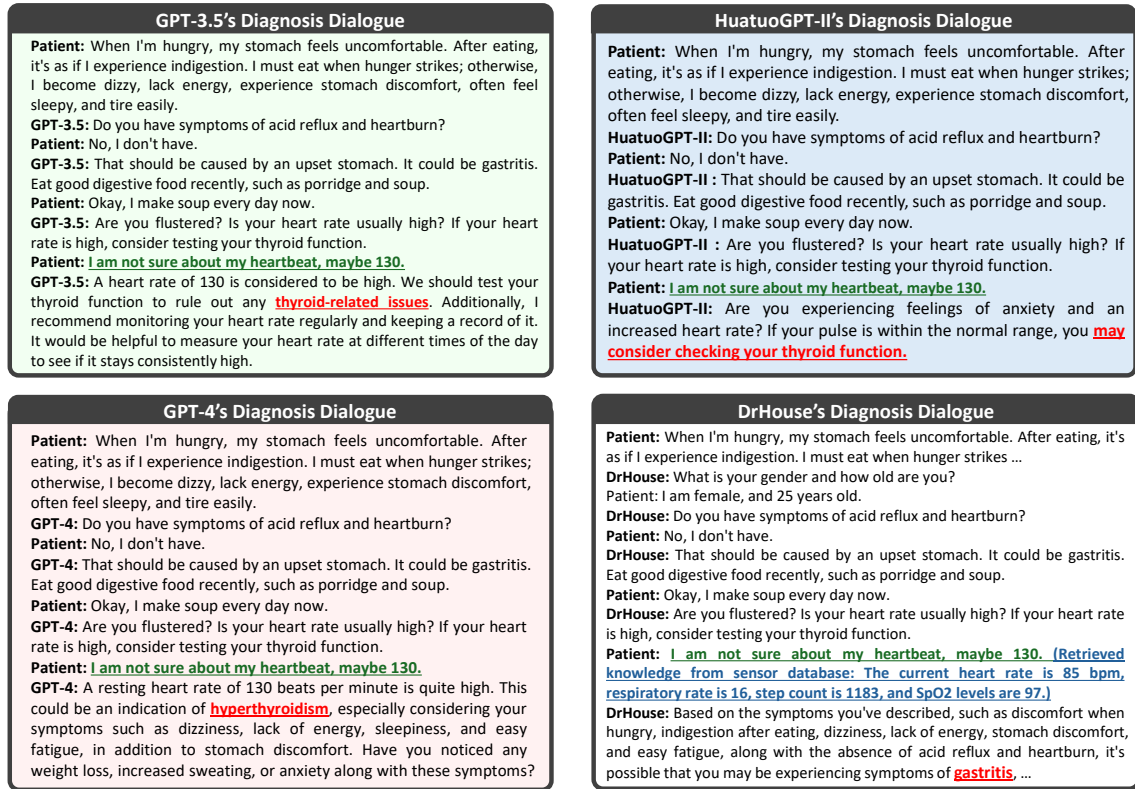 GPT-3.5's Diagnosis Dialogue
Patient: When I'm hungry, my stomach feels uncomfortable. After eating,
it's as if I experience indigestion. I must eat when hunger strikes; otherwise,
I become dizzy, lack energy, experience stomach discomfort, often feel
sleepy, and tire easily.
GPT-3.5: Do you have symptoms of acid reflux and heartburn?
Patient: No, I don't have.
GPT-3.5: That should be caused by an upset stomach. It could be gastritis.
Eat good digestive food recently, such as porridge and soup.
Patient: Okay, I make soup every day now.
GPT-3.5: Are you flustered? Is your heart rate usually high? If your heart
rate is high, consider testing your thyroid function.
Patient: I am not sure about my heartbeat, maybe 130.
GPT-3.5: A heart rate of 130 is considered to be high. We should test your
thyroid function to rule out any thyroid-related issues. Additionally, I
recommend monitoring your heart rate regularly and keeping a record of it.
It would be helpful to measure your heart rate at different times of the day
to see if it stays consistently high.
HuatuoGPT-II's Diagnosis Dialogue
Patient: When I'm hungry, my stomach feels uncomfortable. After
eating, it's as if I experience indigestion. I must eat when hunger strikes;
otherwise, I become dizzy, lack energy, experience stomach discomfort,
often feel sleepy, and tire easily.
HuatuoGPT-II: Do you have symptoms of acid reflux and heartburn?
Patient: No, I don't have.
HuatuoGPT-II : That should be caused by an upset stomach. It could be
gastritis. Eat good digestive food recently, such as porridge and soup.
Patient: Okay, I make soup every day now.
HuatuoGPT-II : Are you flustered? Is your heart rate usually high? If
your heart rate is high, consider testing your thyroid function.
Patient: I am not sure about my heartbeat, maybe 130.
HuatuoGPT-II: Are you experiencing feelings of anxiety and an
increased heart rate? If your pulse is within the normal range, you may
consider checking your thyroid function.
GPT-4's Diagnosis Dialogue
Patient: When I'm hungry, my stomach feels uncomfortable. After
eating, it's as if I experience indigestion. I must eat when hunger strikes;
otherwise, I become dizzy, lack energy, experience stomach discomfort,
often feel sleepy, and tire easily.
GPT-4: Do you have symptoms of acid reflux and heartburn?
Patient: No, I don't have.
GPT-4: That should be caused by an upset stomach. It could be gastritis.
Eat good digestive food recently, such as porridge and soup.
Patient: Okay, I make soup every day now.
GPT-4: Are you flustered? Is your heart rate usually high? If your heart
rate is high, consider testing your thyroid function.
Patient: I am not sure about my heartbeat, maybe 130.
GPT-4: A resting heart rate of 130 beats per minute is quite high. This
could be an indication of hyperthyroidism, especially considering your
symptoms such as dizziness, lack of energy, sleepiness, and easy
fatigue, in addition to stomach discomfort. Have you noticed any
weight loss, increased sweating, or anxiety along with these symptoms?
DrHouse's Diagnosis Dialogue
Patient: When I'm hungry, my stomach feels uncomfortable. After eating, it's
as if I experience indigestion. I must eat when hunger strikes ...
DrHouse: What is your gender and how old are you?
Patient: I am female, and 25 years old.
DrHouse: Do you have symptoms of acid reflux and heartburn?
Patient: No, I don't have.
DrHouse: That should be caused by an upset stomach. It could be gastritis.
Eat good digestive food recently, such as porridge and soup.
Patient: Okay, I make soup every day now.
DrHouse: Are you flustered? Is your heart rate usually high? If your heart rate
is high, consider testing your thyroid function.
Patient: I am not sure about my heartbeat, maybe 130. (Retrieved
knowledge from sensor database: The current heart rate is 85 bpm,
respiratory rate is 16, step count is 1183, and SpO2 levels are 97.)
DrHouse: Based on the symptoms you've described, such as discomfort when
hungry, indigestion after eating, dizziness, lack of energy, stomach discomfort,
and easy fatigue, along with the absence of acid reflux and heartburn, it's
possible that you may be experiencing symptoms of gastritis, ...